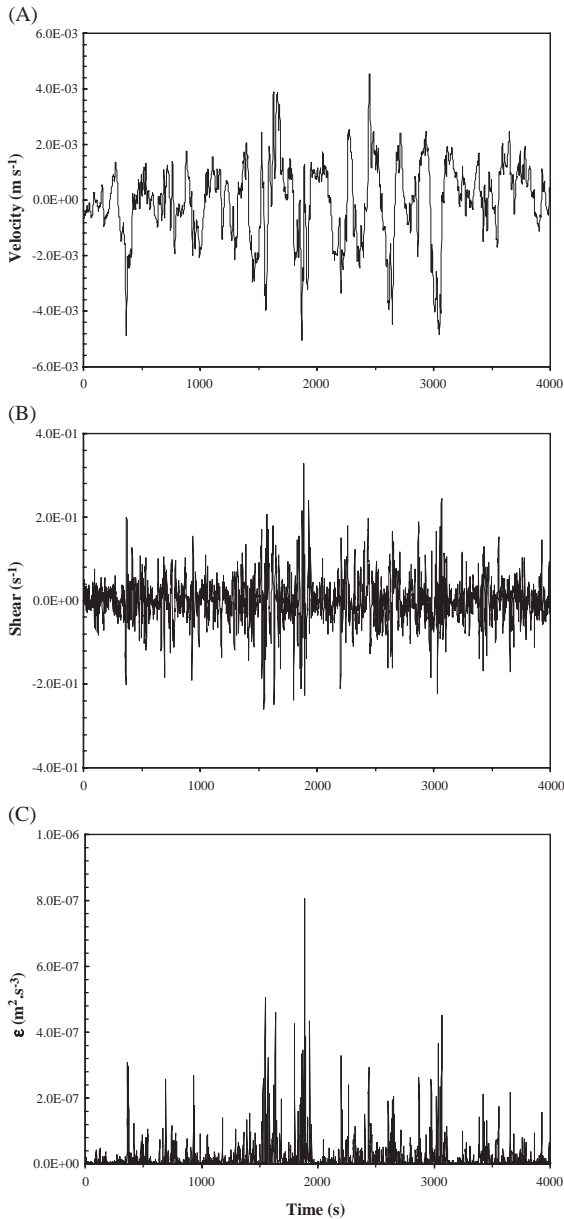 (A)
6.0E-03
4.0E-03
2.0E-03
0.0E+00
-2.0E-03
-4.0E-03
-6.0E-03
Velocity (m s⁻¹)
0 1000 2000 3000 4000
(B)
4.0E-01
2.0E-01
0.0E+00
-2.0E-01
-4.0E-01
Shear (s⁻¹)
0 1000 2000 3000 4000
(C)
1.0E-06
8.0E-07
6.0E-07
4.0E-07
2.0E-07
0.0E+00
ε (m².s⁻³)
0 1000 2000 3000 4000
Time (s)